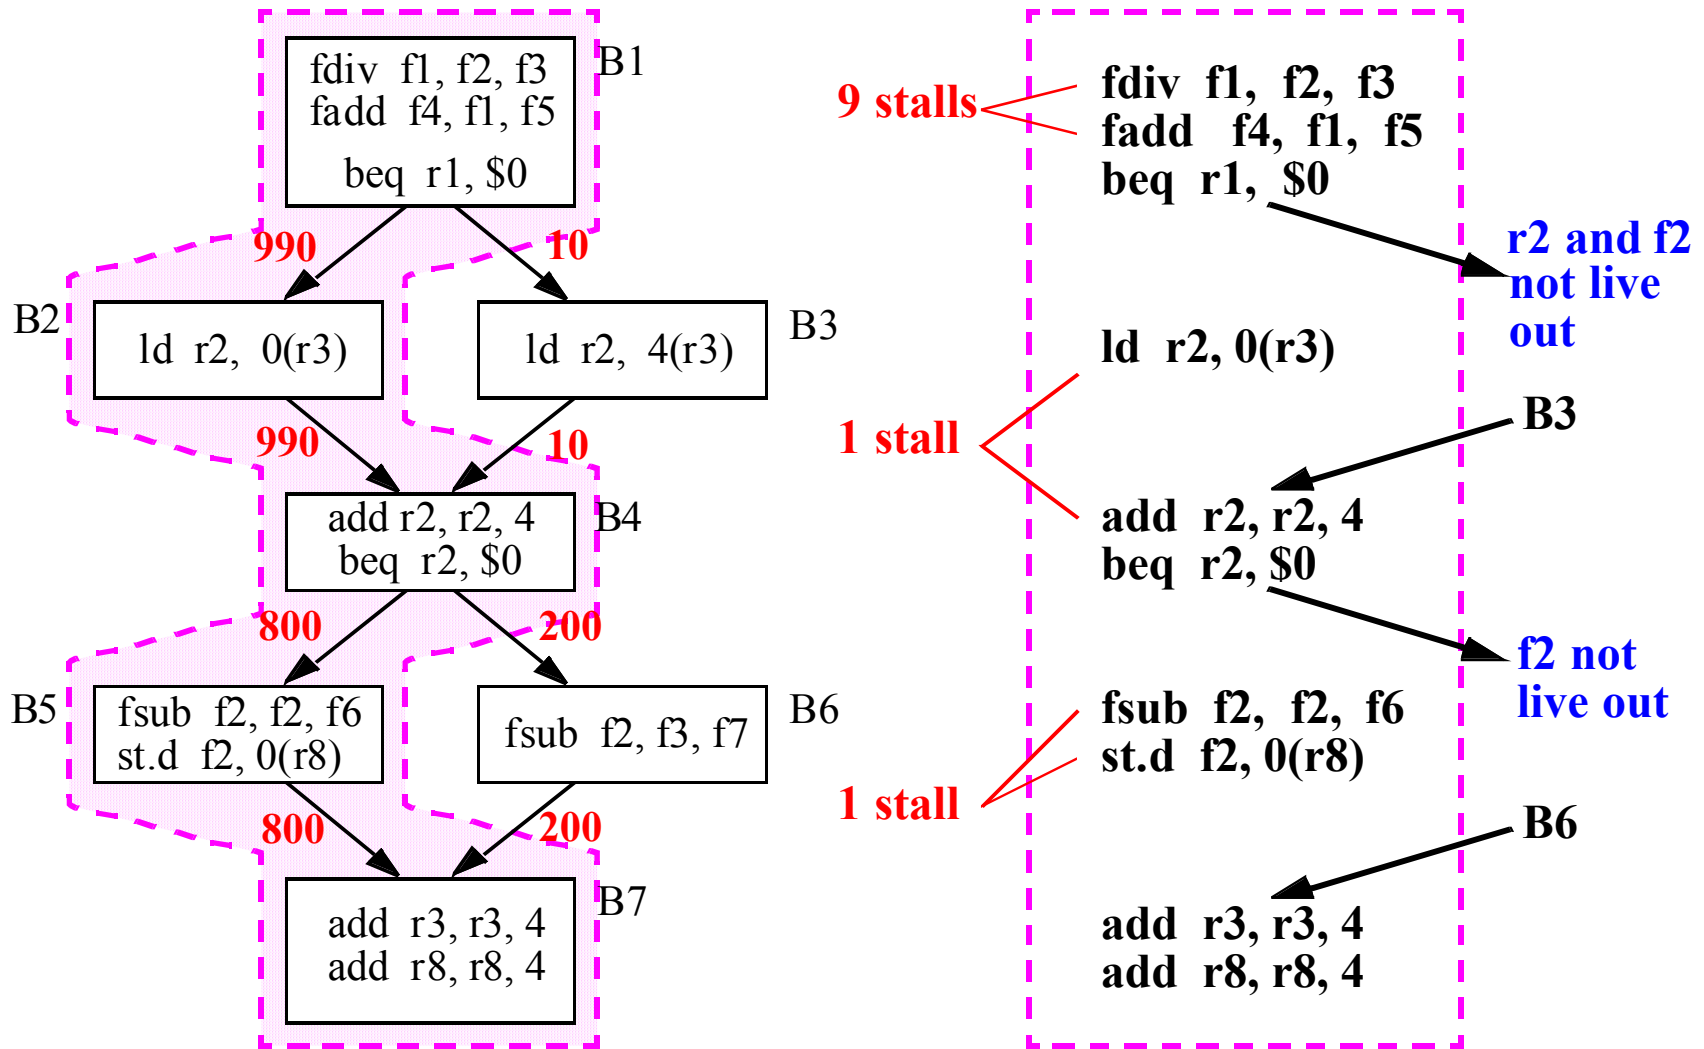 B1
fdiv f1, f2, f3
fadd f4, f1, f5
beq r1, $0
990
10
B2
ld r2, 0(r3)
ld r2, 4(r3)
B3
990
10
add r2, r2, 4
beq r2, $0
B4
800
200
B5
fsub f2, f2, f6
st.d f2, 0(r8)
fsub f2, f3, f7
B6
800
200
B7
add r3, r3, 4
add r8, r8, 4
9 stalls
fdiv f1, f2, f3
fadd f4, f1, f5
beq r1, $0
r2 and f2
not live
out
ld r2, 0(r3)
1 stall
B3
add r2, r2, 4
beq r2, $0
f2 not
live out
fsub f2, f2, f6
st.d f2, 0(r8)
1 stall
B6
add r3, r3, 4
add r8, r8, 4